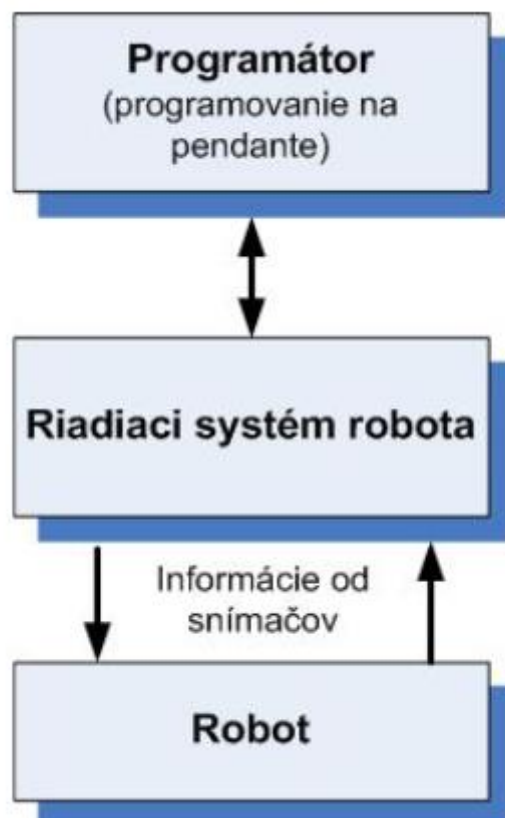 Programátor
(programovanie na
pendante)
Riadiaci systém robota
Informácie od
snímačov
Robot